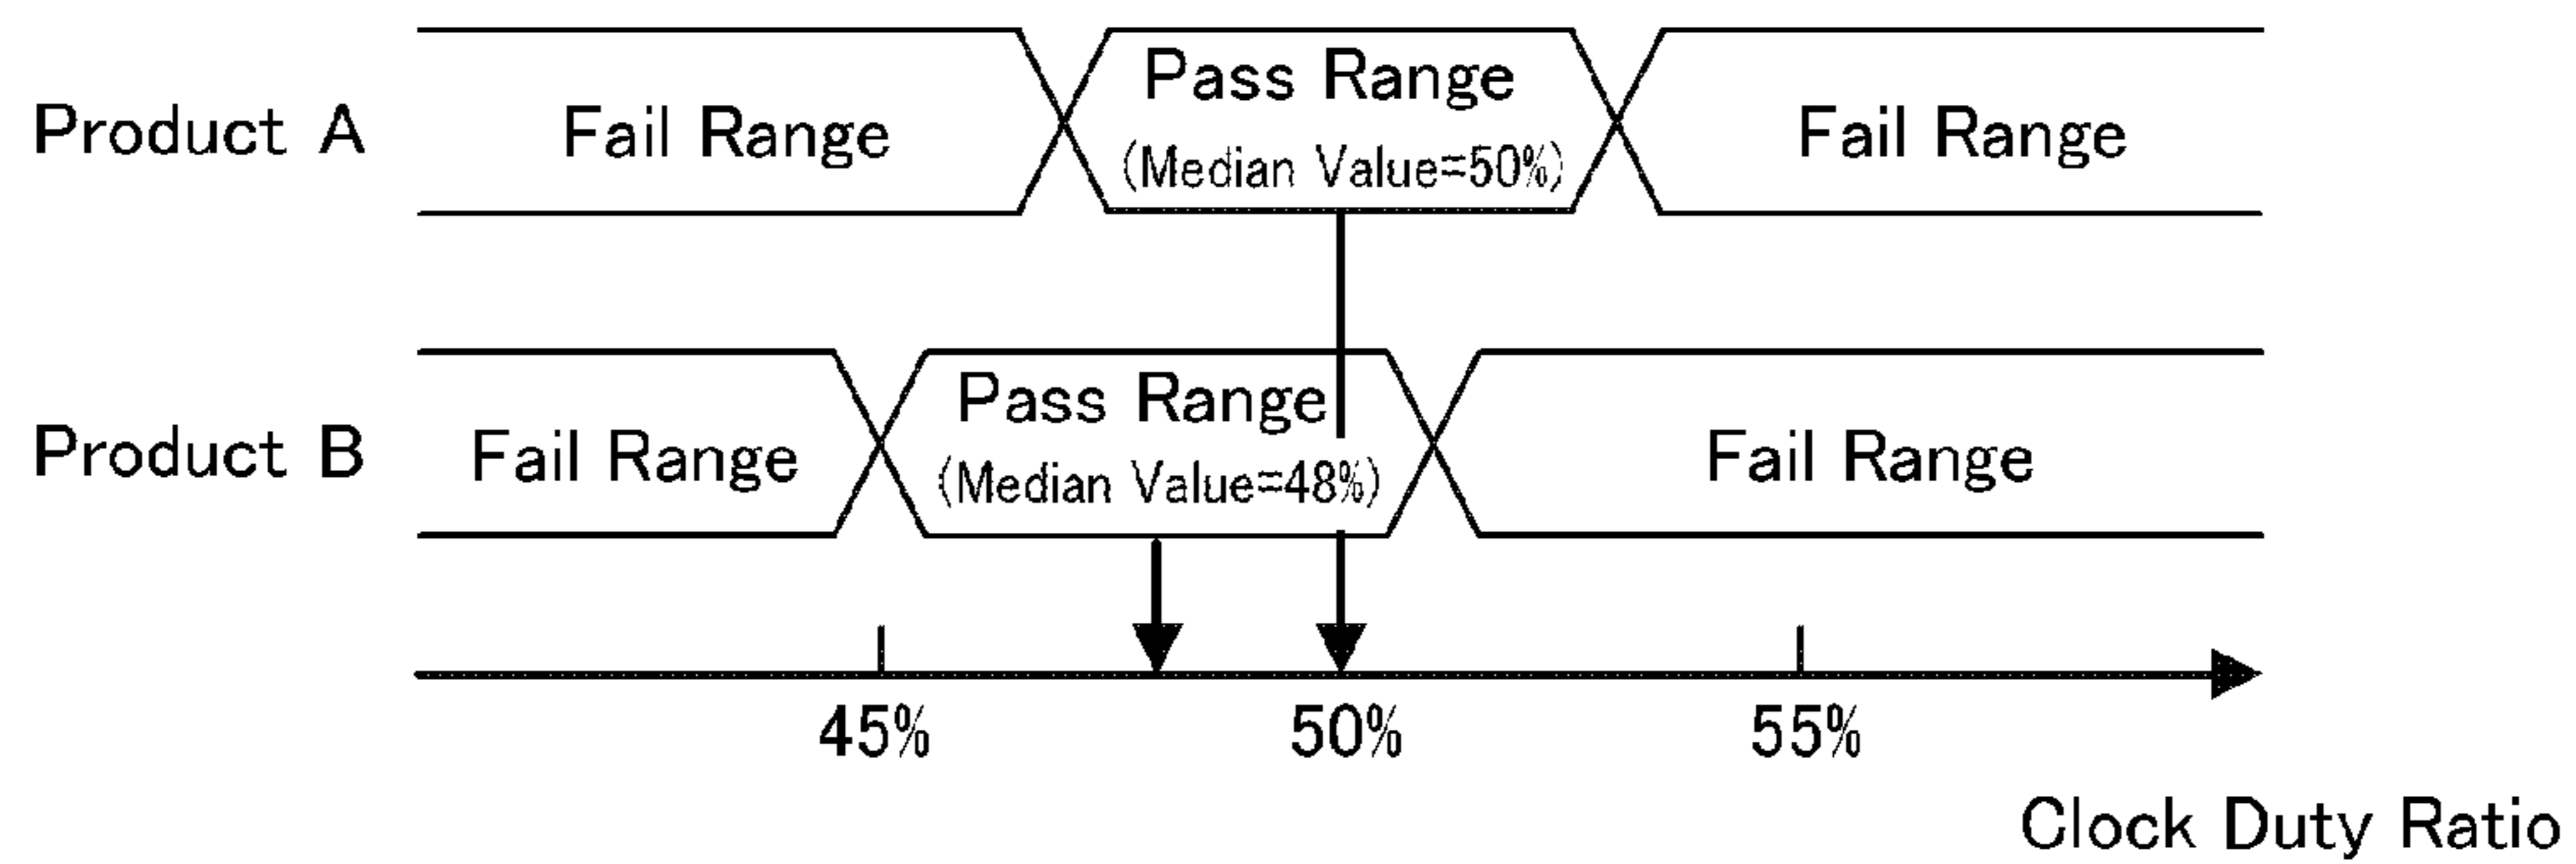 Product A
Fail Range
Pass Range
(Median Value=50%)
Fail Range
Product B
Fail Range
Pass Range
(Median Value=48%)
Fail Range
45%
50%
55%
Clock Duty Ratio